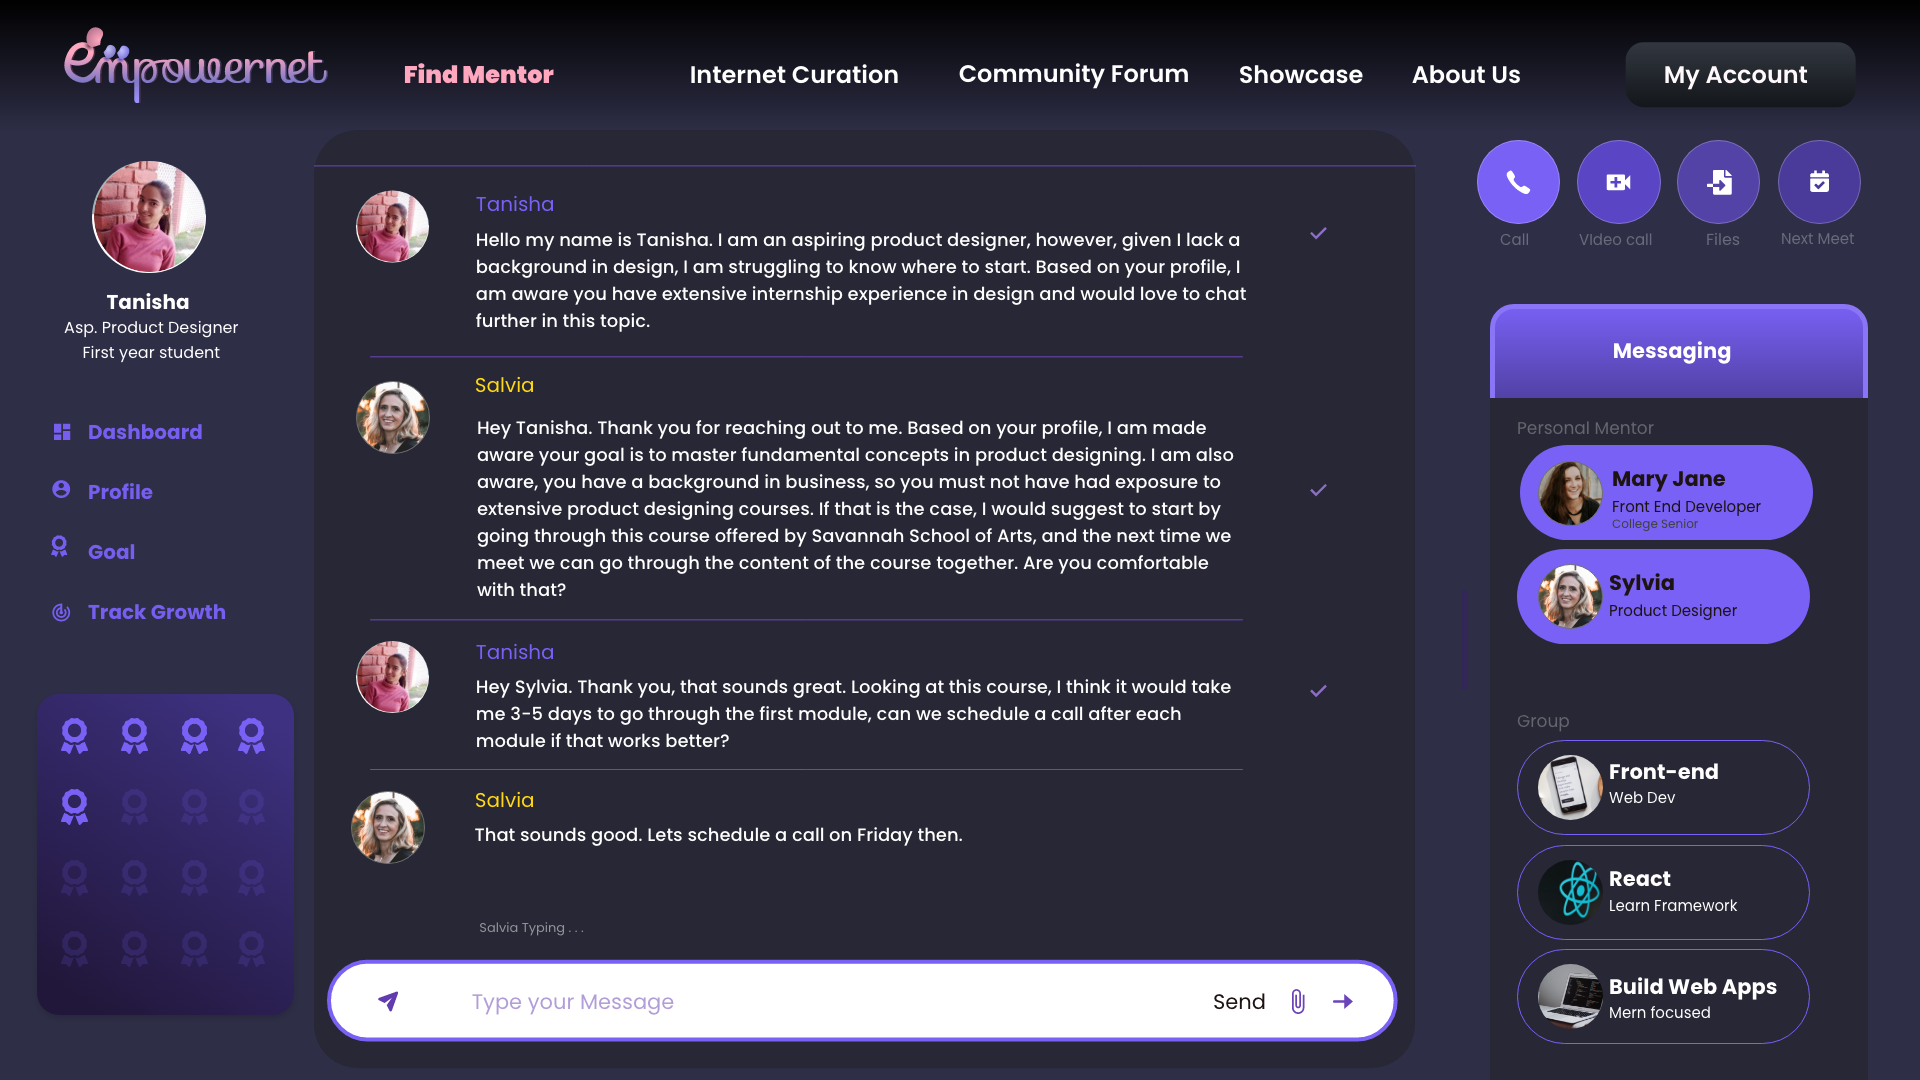 empowernet
Find Mentor
Internet Curation
Community Forum
Showcase
About Us
My Account
Tanisha
Asp. Product Designer
First year student
Dashboard
Profile
Goal
Track Growth
Tanisha
Hello my name is Tanisha. I am an aspiring product designer, however, given I lack a
background in design, I am struggling to know where to start. Based on your profile, I
am aware you have extensive internship experience in design and would love to chat
further in this topic.
Salvia
Hey Tanisha. Thank you for reaching out to me. Based on your profile, I am made
aware your goal is to master fundamental concepts in product designing. I am also
aware, you have a background in business, so you must not have had exposure to
extensive product designing courses. If that is the case, I would suggest to start by
going through this course offered by Savannah School of Arts, and the next time we
meet we can go through the content of the course together. Are you comfortable
with that?
Tanisha
Hey Sylvia. Thank you, that sounds great. Looking at this course, I think it would take
me 3-5 days to go through the first module, can we schedule a call after each
module if that works better?
Salvia
That sounds good. Lets schedule a call on Friday then.
Salvia Typing . . .
Type your Message
Send
Call
VIdeo call
Files
Next Meet
Messaging
Personal Mentor
Mary Jane
Front End Developer
College Senior
Sylvia
Product Designer
Group
Front-end
Web Dev
React
Learn Framework
Build Web Apps
Mern focused